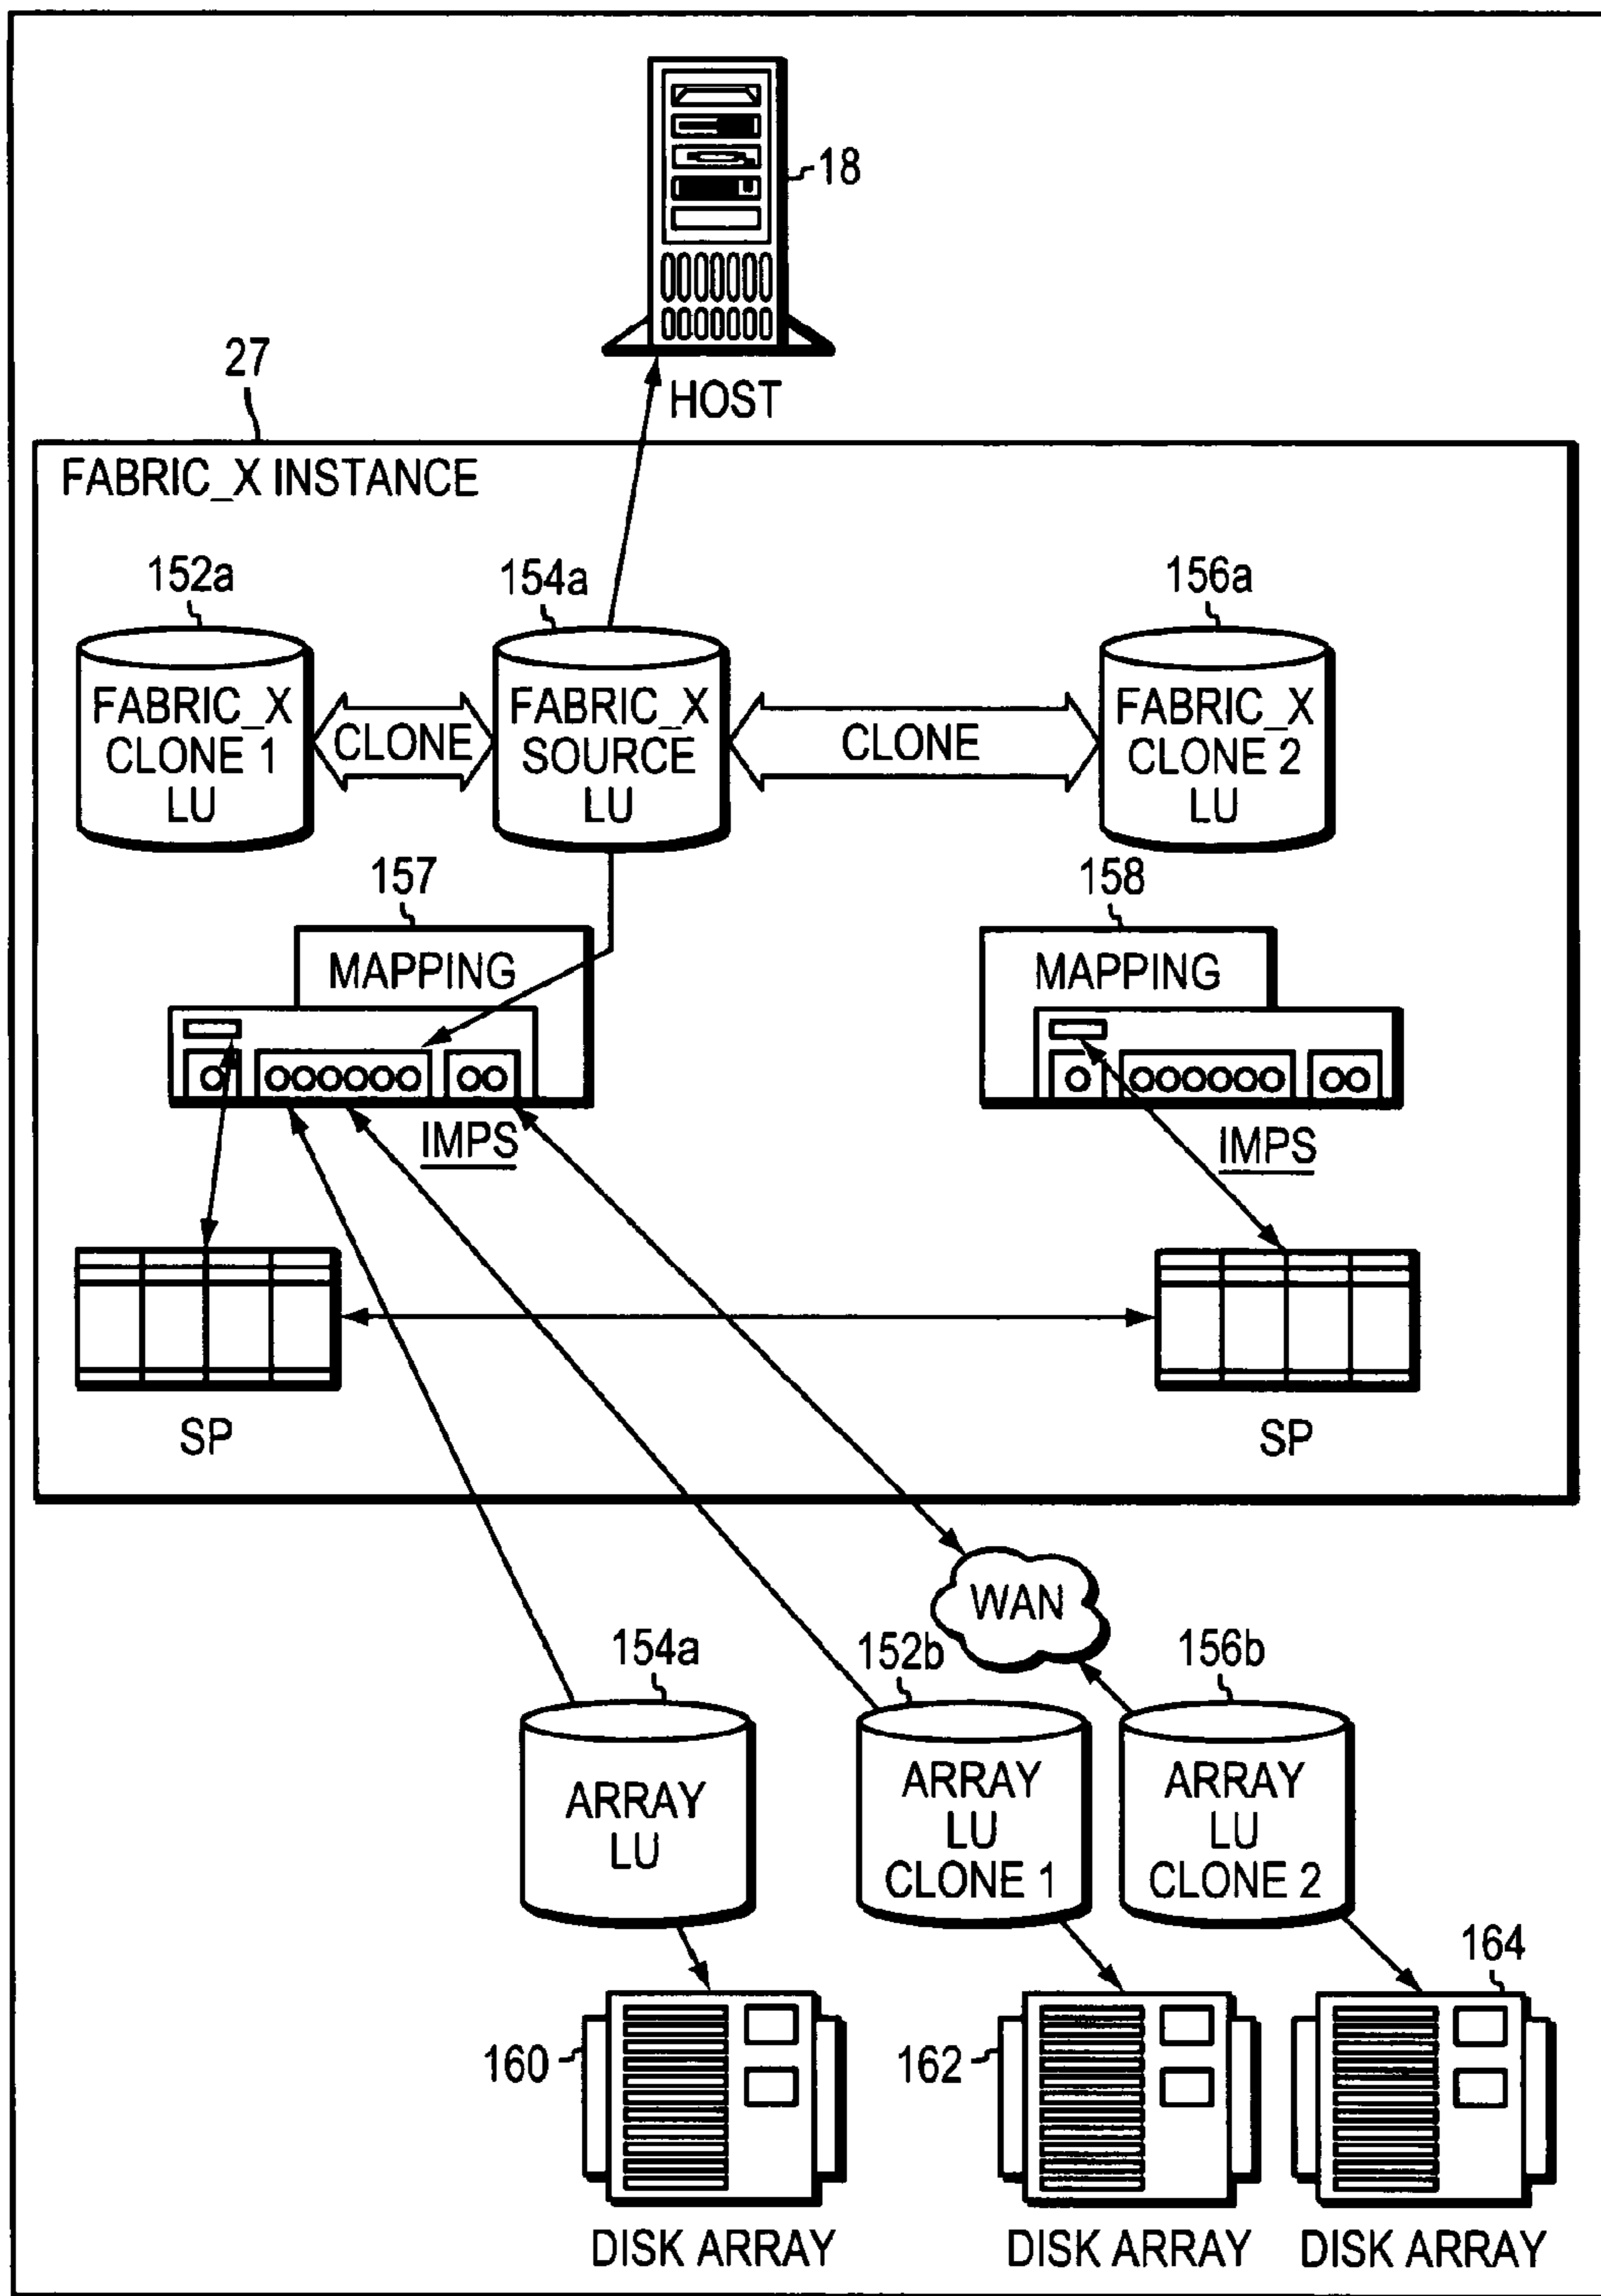 18
HOST
27
FABRIC_X INSTANCE
152a
154a
156a
FABRIC_X
CLONE 1
LU
CLONE
FABRIC_X
SOURCE
LU
CLONE
FABRIC_X
CLONE 2
LU
157
158
MAPPING
MAPPING
IMPS
IMPS
SP
SP
WAN
154a
152b
156b
ARRAY
LU
ARRAY
LU
CLONE 1
ARRAY
LU
CLONE 2
164
160
162
DISK ARRAY
DISK ARRAY
DISK ARRAY